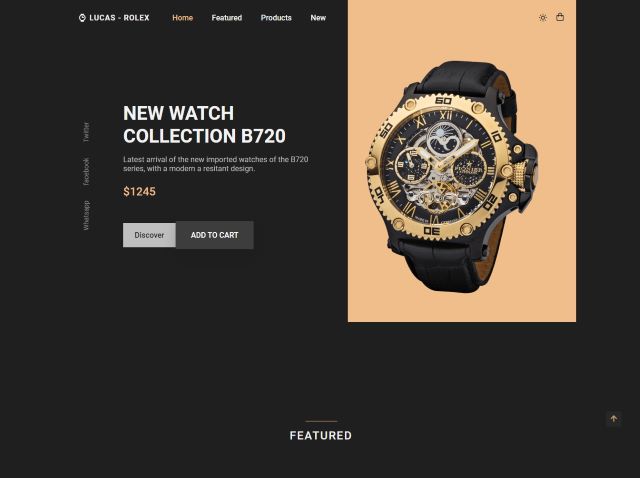 LUCAS - ROLEX
Home
Featured
Products
New
Twitter
facebook
Whatsapp
NEW WATCH
COLLECTION B720
Latest arrival of the new imported watches of the B720
series, with a modern a resitant design.
$1245
Discover
ADD TO CART
60
FEATURED